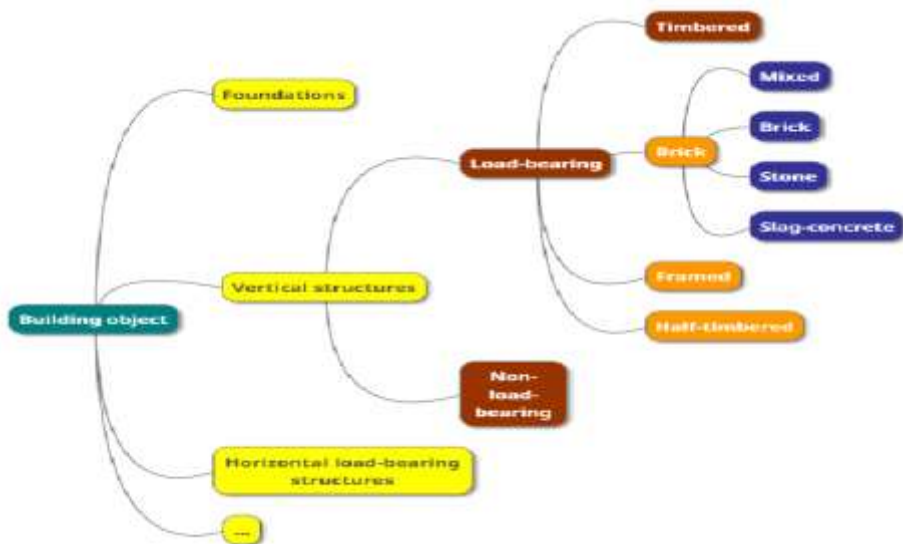 Timbered
Mixed
Foundations
Brick
Load-bearing
Brick
Stone
Slag-concrete
Framed
Vertical structures
Building object
Half-timbered
Non-
load-
bearing
Horizontal load-bearing
structures
...